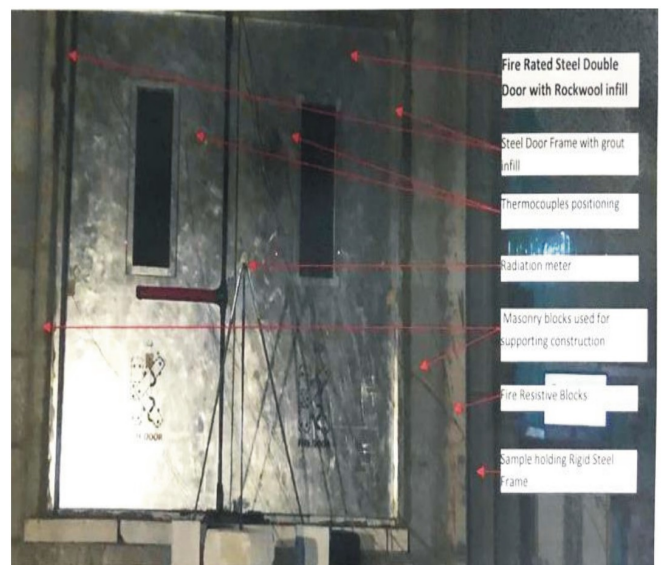 Fire Rated Steel Double
Door with Rockwool infill
Steel Door Frame with grout
infill
Thermocouples positioning
Radiation meter
Masonry blocks used for
supporting construction
Fire Resistive Blocks
Sample holding Rigid Steel
Frame
DOOR